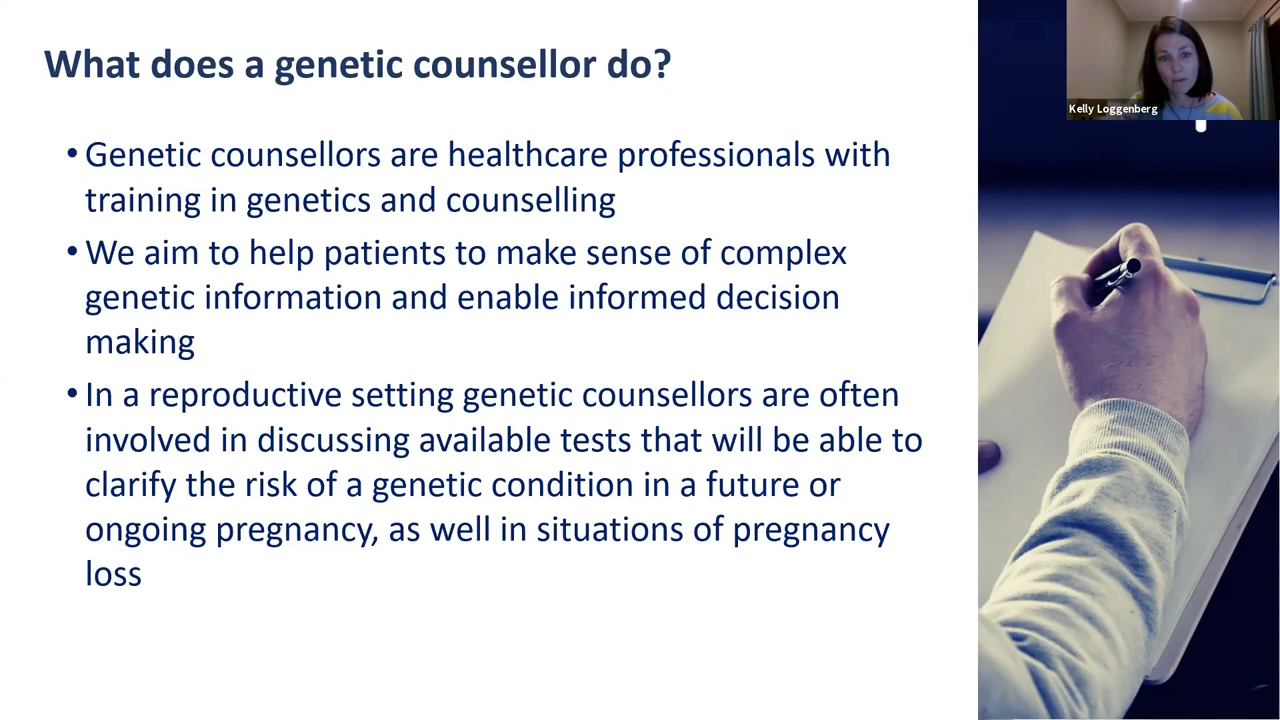 What does a genetic counsellor do?
Kelly Loggenberg
• Genetic counsellors are healthcare professionals with
training in genetics and counselling
• We aim to help patients to make sense of complex
genetic information and enable informed decision
making
• In a reproductive setting genetic counsellors are often
involved in discussing available tests that will be able to
clarify the risk of a genetic condition in a future or
ongoing pregnancy, as well in situations of pregnancy
loss